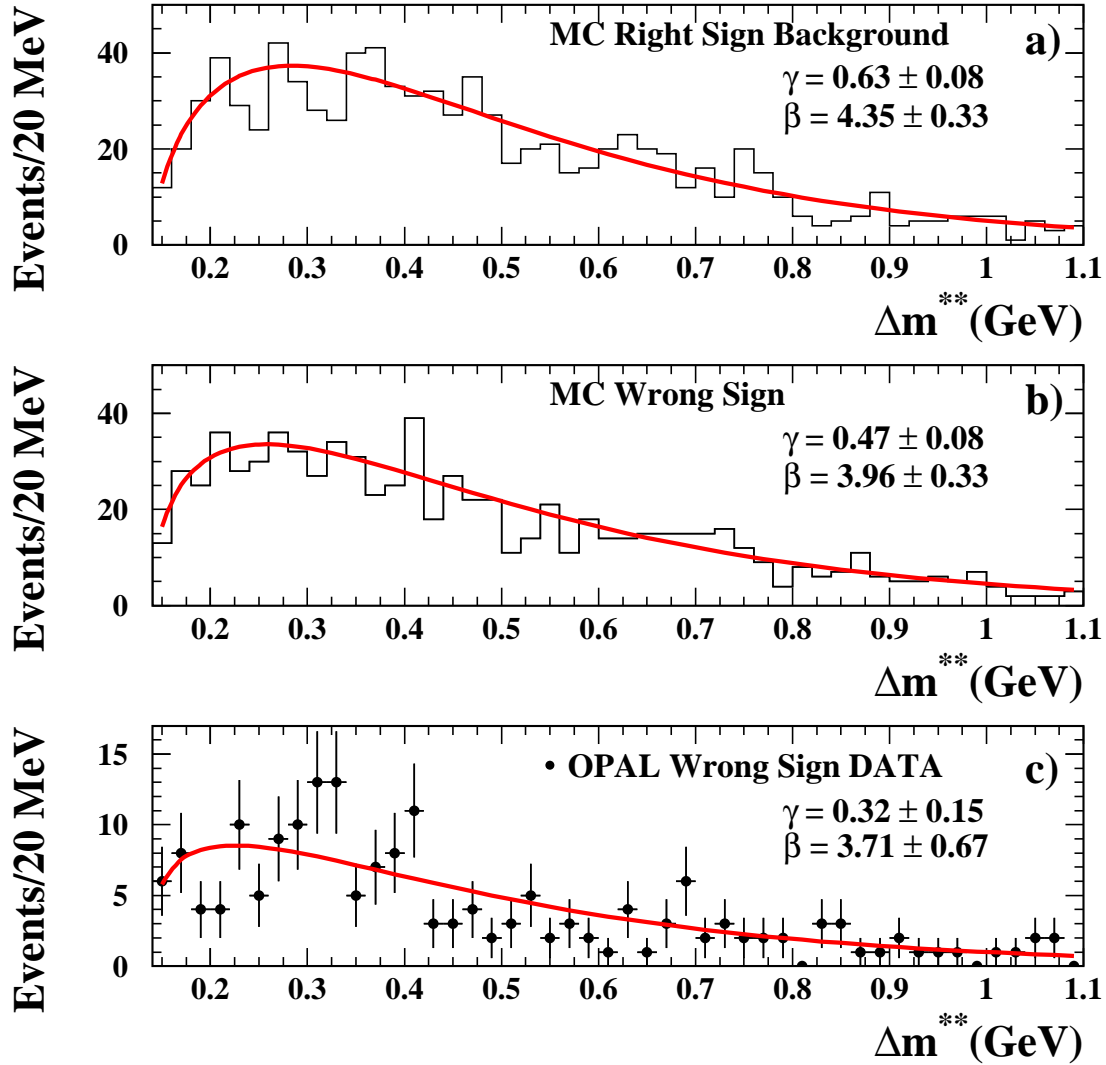 MC Right Sign Background a)
γ = 0.63 ± 0.08
β = 4.35 ± 0.33
Events/20 MeV
40
20
0
0.2 0.3 0.4 0.5 0.6 0.7 0.8 0.9 1 1.1
Δm**(GeV)
MC Wrong Sign b)
γ = 0.47 ± 0.08
β = 3.96 ± 0.33
Events/20 MeV
40
20
0
0.2 0.3 0.4 0.5 0.6 0.7 0.8 0.9 1 1.1
Δm**(GeV)
• OPAL Wrong Sign DATA c)
γ = 0.32 ± 0.15
β = 3.71 ± 0.67
Events/20 MeV
15
10
5
0
0.2 0.3 0.4 0.5 0.6 0.7 0.8 0.9 1 1.1
Δm**(GeV)